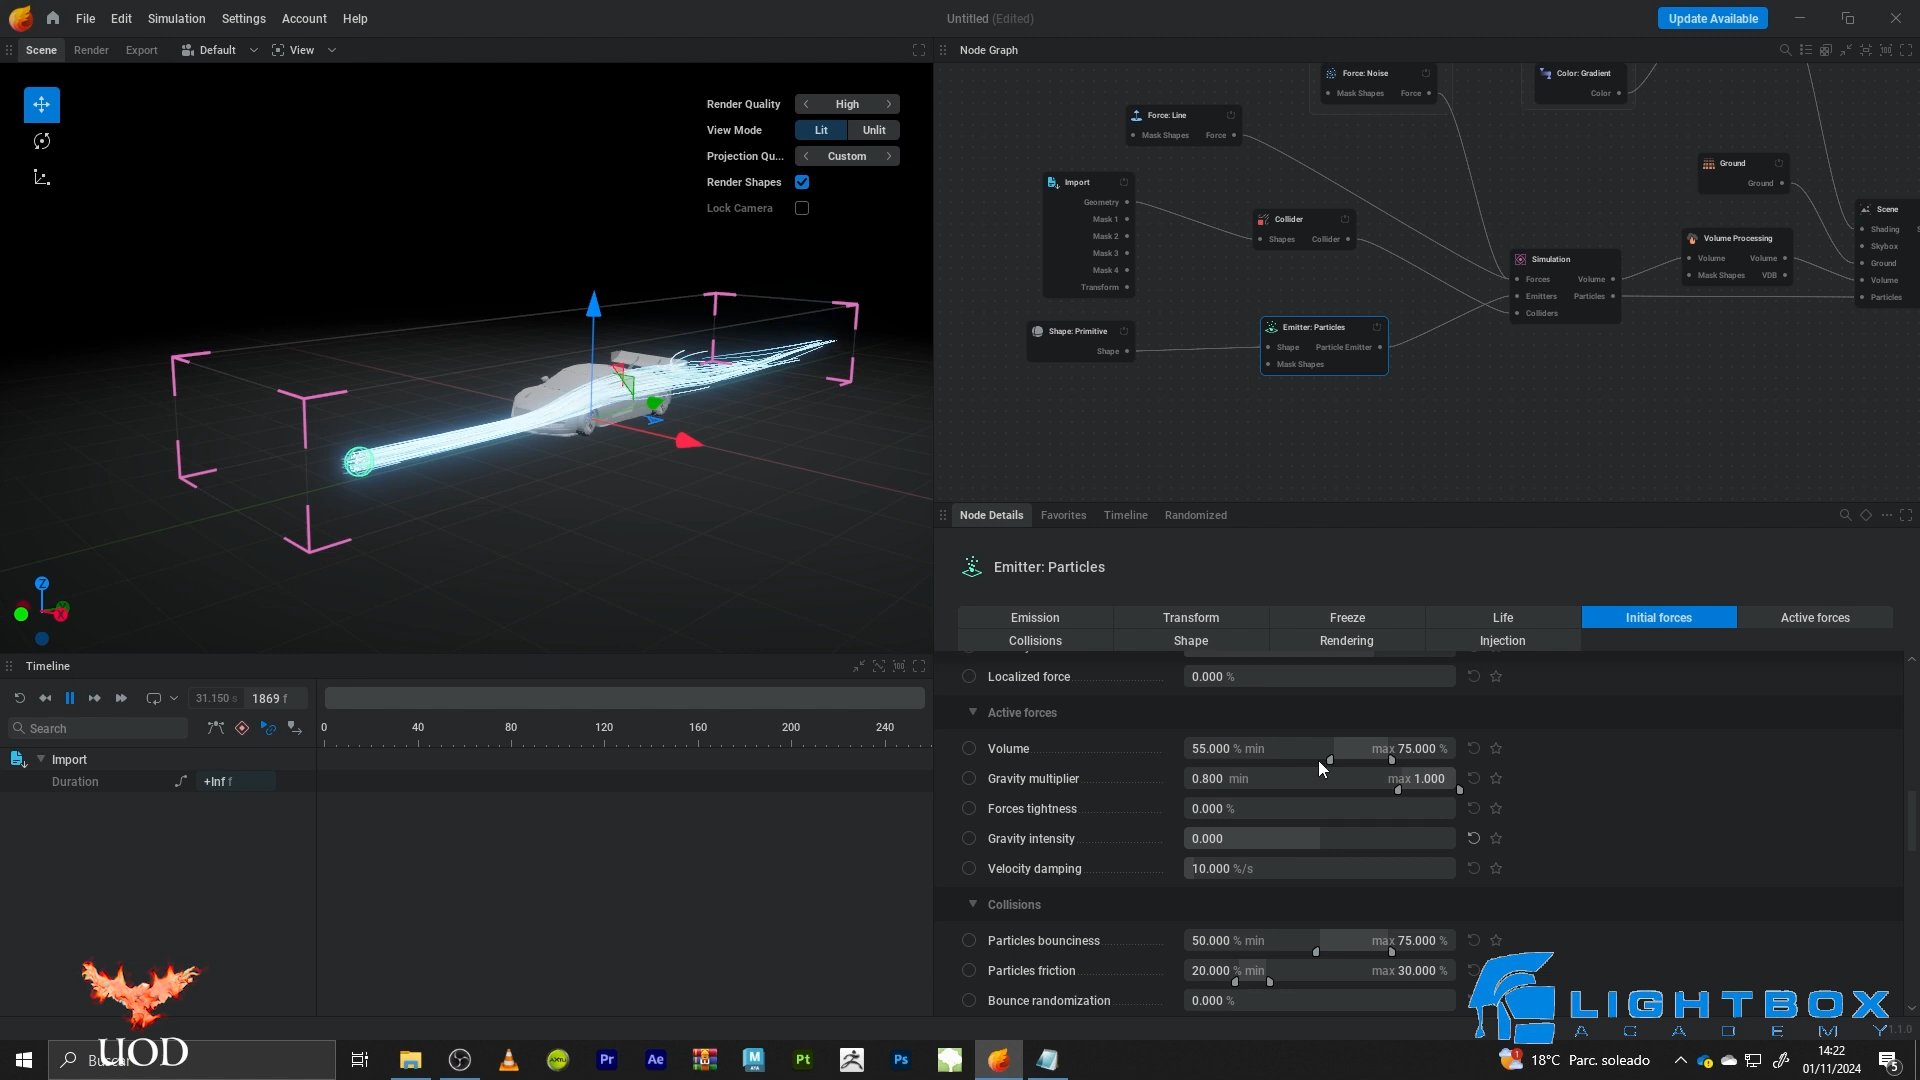 File Edit Simulation Settings Account Help
Untitled (Edited)
Update Available
Scene Render Export Default View
Render Quality High
View Mode Lit Unlit
Projection Qu... Custom
Render Shapes
Lock Camera
Z
X
Node Graph
Force: Noise
Mask Shapes Force
Color: Gradient
Color
Force: Line
Mask Shapes Force
Import
Geometry
Mask 1
Mask 2
Mask 3
Mask 4
Transform
Collider
Shapes Collider
Shape: Primitive
Shape
Emitter: Particles
Shape Particle Emitter
Mask Shapes
Simulation
Forces Volume
Emitters Particles
Colliders
Ground
Ground
Volume Processing
Volume Volume
Mask Shapes VDB
Scene
Shading S
Skybox
Ground
Volume
Particles
Node Details Favorites Timeline Randomized
Emitter: Particles
Emission Transform Freeze Life Initial forces Active forces
Collisions Shape Rendering Injection
Localized force 0.000 %
Active forces
Volume 55.000 % min max 75.000 %
Gravity multiplier 0.800 min max 1.000
Forces tightness 0.000 %
Gravity intensity 0.000
Velocity damping 10.000 %/s
Collisions
Particles bounciness 50.000 % min max 75.000 %
Particles friction 20.000 % min max 30.000 %
Bounce randomization 0.000 %
Timeline
31.150 s 1869 f
Search
0 40 80 120 160 200 240
Import
Duration +Inf f
UOD
LIGHTBOX
ACADEMY
1.1.0
Buscar
Pr Ae M Pt Ps
18°C Parc. soleado
14:22
01/11/2024
5